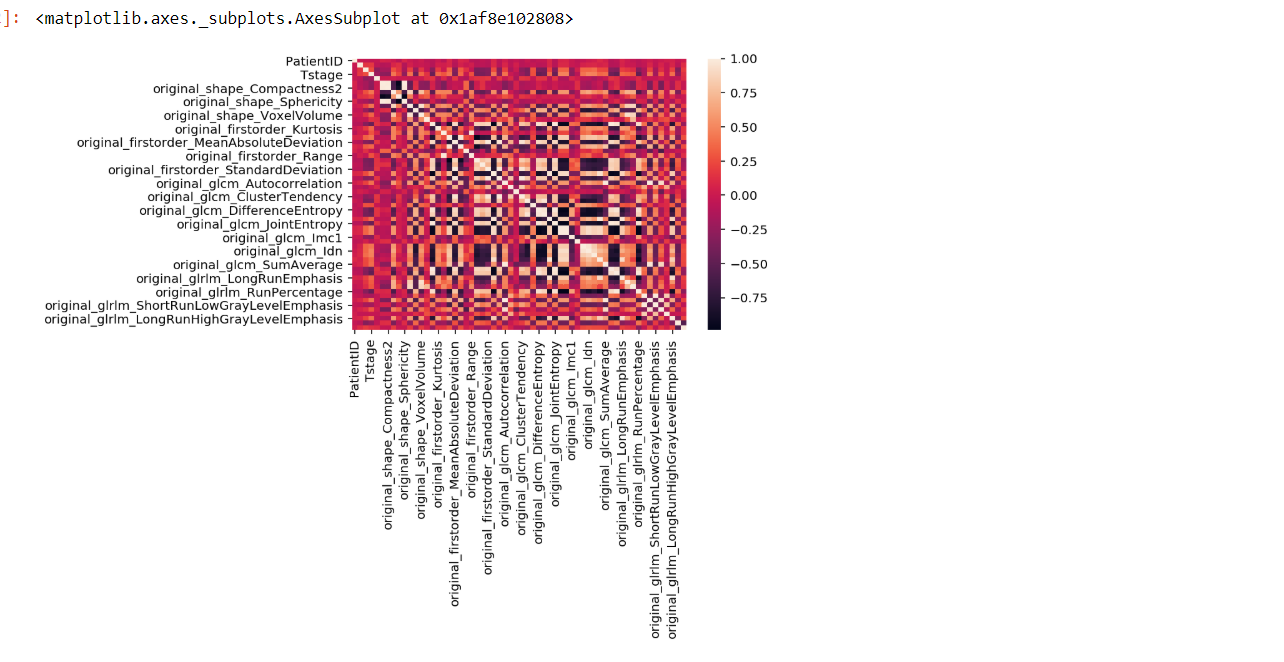 ]: <matplotlib.axes._subplots.AxesSubplot at 0x1af8e102808>
PatientID
Tstage
original_shape_Compactness2
original_shape_Sphericity
original_shape_VoxelVolume
original_firstorder_Kurtosis
original_firstorder_MeanAbsoluteDeviation
original_firstorder_Range
original_firstorder_StandardDeviation
original_glcm_Autocorrelation
original_glcm_ClusterTendency
original_glcm_DifferenceEntropy
original_glcm_JointEntropy
original_glcm_Imc1
original_glcm_Idn
original_glcm_SumAverage
original_glrlm_LongRunEmphasis
original_glrlm_RunPercentage
original_glrlm_ShortRunLowGrayLevelEmphasis
original_glrlm_LongRunHighGrayLevelEmphasis
1.00
0.75
0.50
0.25
0.00
−0.25
−0.50
−0.75
PatientID
Tstage
original_shape_Compactness2
original_shape_Sphericity
original_shape_VoxelVolume
original_firstorder_Kurtosis
original_firstorder_MeanAbsoluteDeviation
original_firstorder_Range
original_firstorder_StandardDeviation
original_glcm_Autocorrelation
original_glcm_ClusterTendency
original_glcm_DifferenceEntropy
original_glcm_JointEntropy
original_glcm_Imc1
original_glcm_Idn
original_glcm_SumAverage
original_glrlm_LongRunEmphasis
original_glrlm_RunPercentage
original_glrlm_ShortRunLowGrayLevelEmphasis
original_glrlm_LongRunHighGrayLevelEmphasis